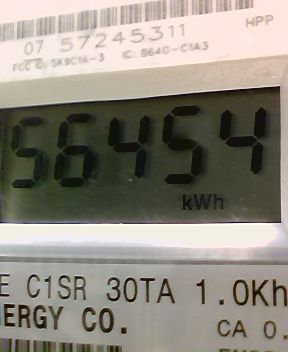 07 57245311 HPP
FCC ID: SK9C1A-3 IC: 864G-C1A3
56454
kWh
E C1SR 30TA 1.0Kh
ERGY CO. CA 0.